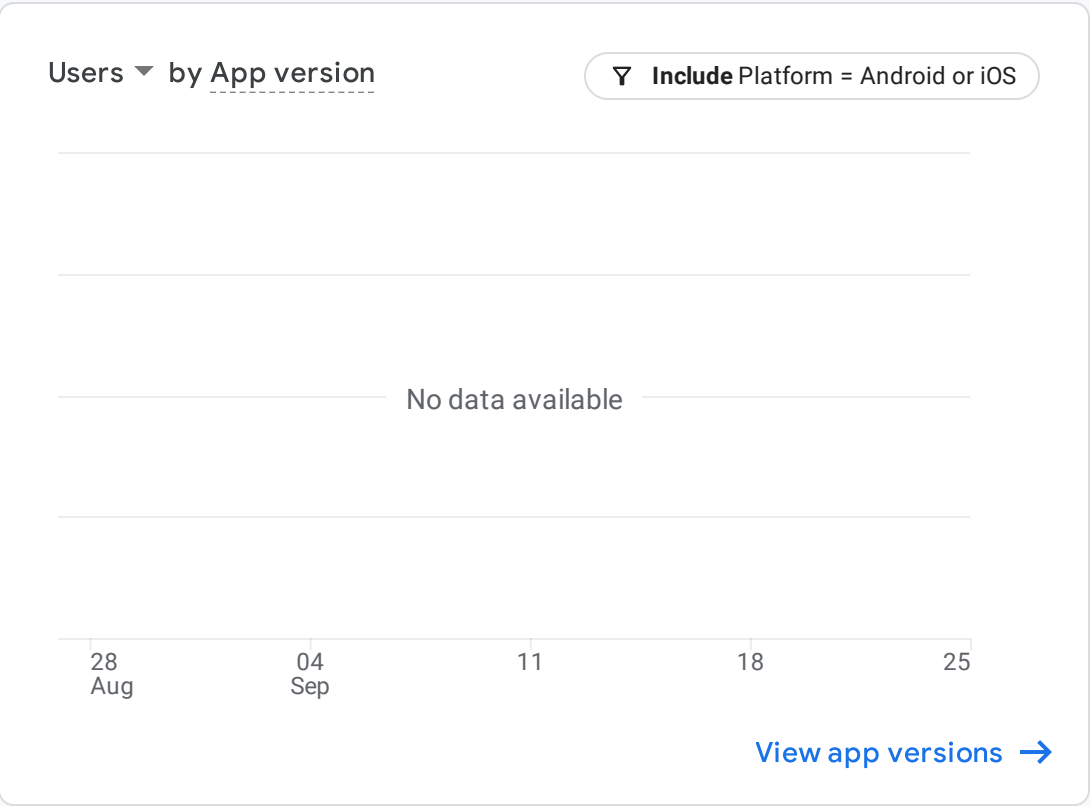 Users by App version
Include Platform = Android or iOS
No data available
28 04 11 18 25
Aug Sep
View app versions